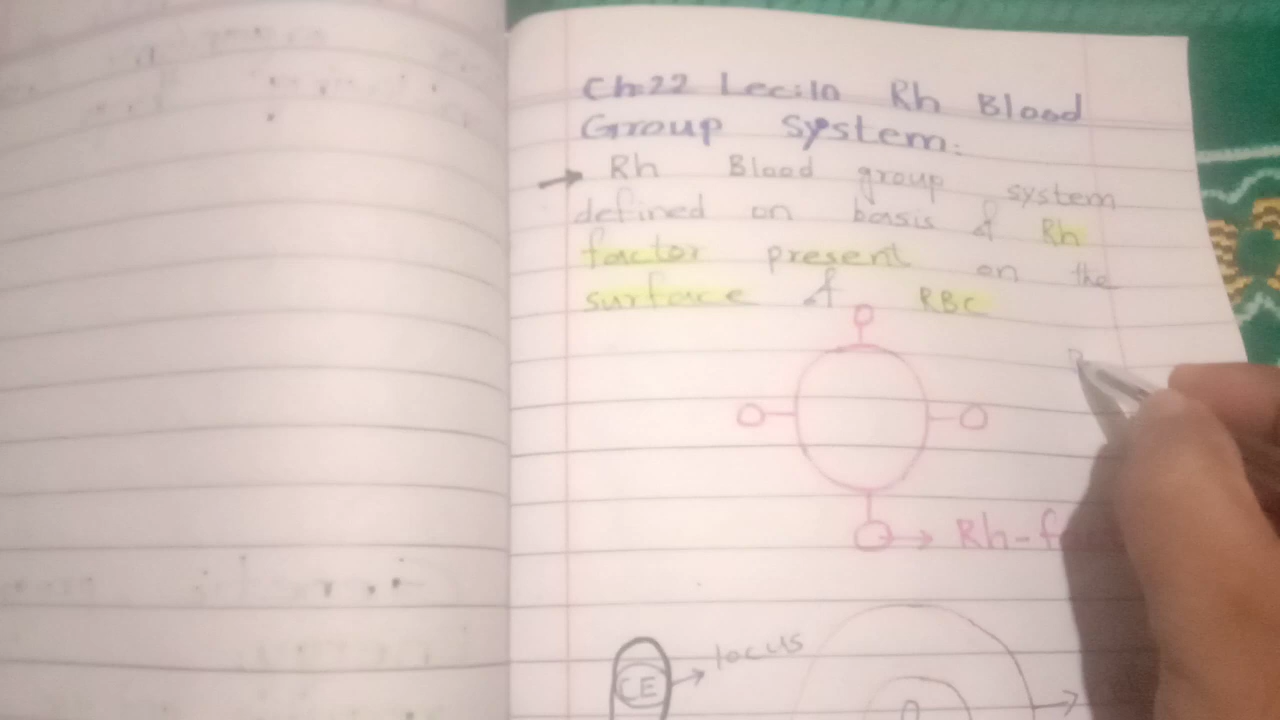 Ch:22 Lec:10 Rh Blood
Group System:
→ Rh Blood group system
defined on basis of Rh
factor present on the
surface of RBC
→ Rh-f
CE → locus